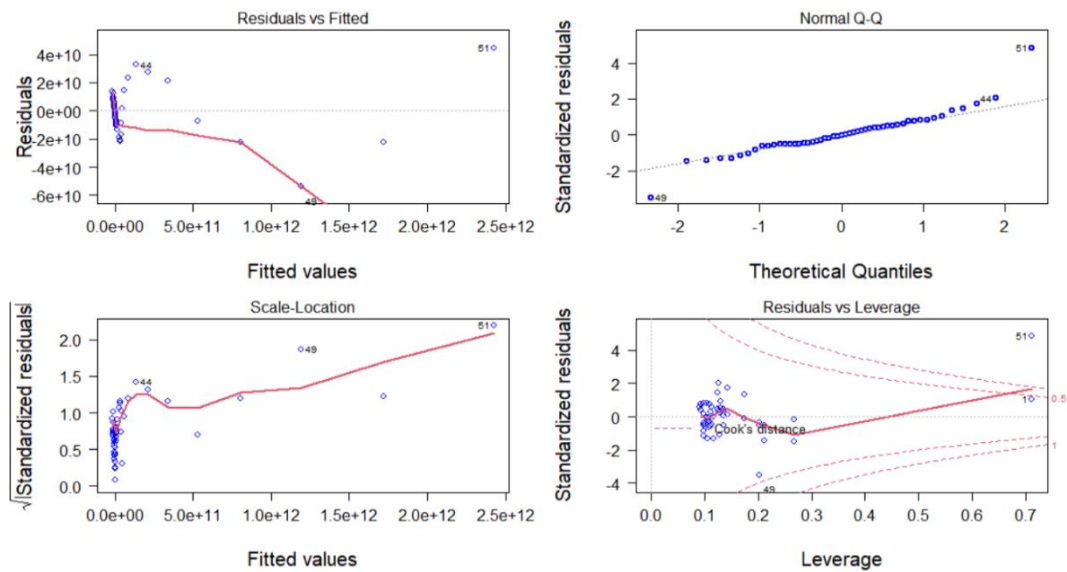 Residuals vs Fitted
Residuals
4e+10
2e+10
0e+00
-2e+10
-4e+10
-6e+10
44
51
49
0.0e+00 5.0e+11 1.0e+12 1.5e+12 2.0e+12 2.5e+12
Fitted values
Normal Q-Q
Standardized residuals
4
2
0
-2
51
44
49
-2 -1 0 1 2
Theoretical Quantiles
Scale-Location
√|Standardized residuals|
2.0
1.5
1.0
0.5
0.0
51
49
44
0.0e+00 5.0e+11 1.0e+12 1.5e+12 2.0e+12 2.5e+12
Fitted values
Residuals vs Leverage
Standardized residuals
4
2
0
-2
-4
51
1
0.5
1
Cook's distance
49
0.0 0.1 0.2 0.3 0.4 0.5 0.6 0.7
Leverage